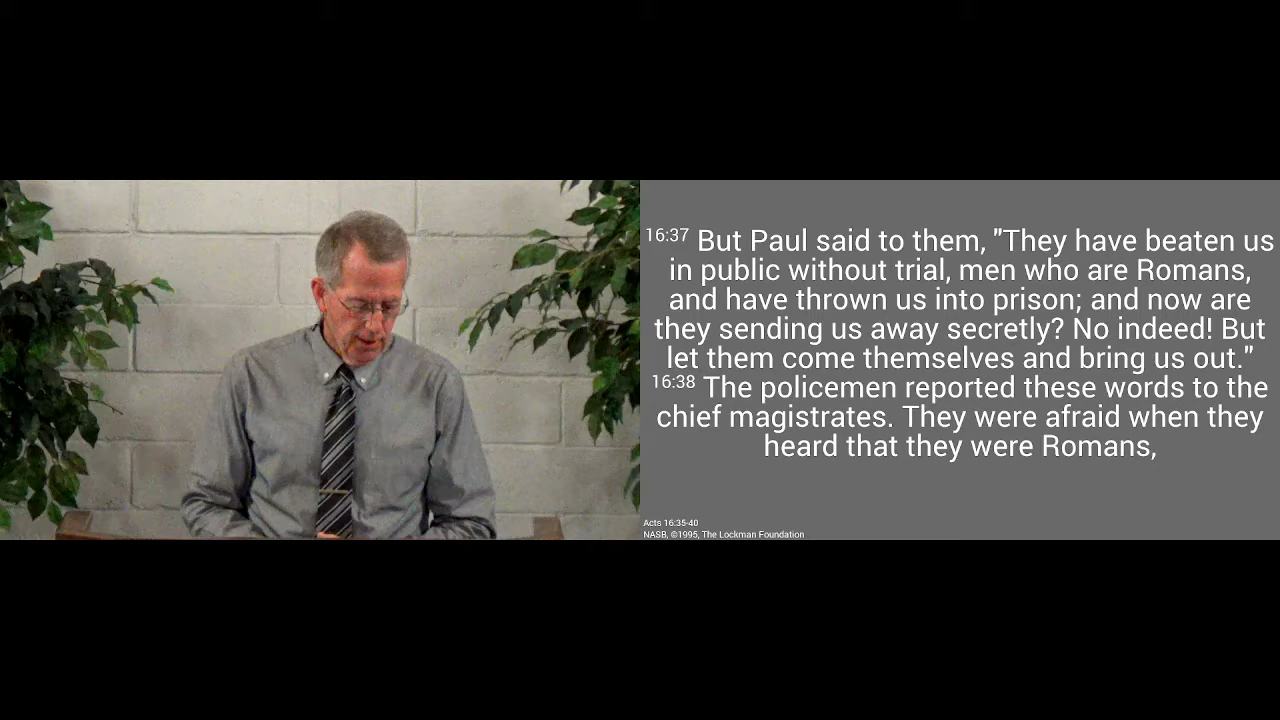 16:37 But Paul said to them, "They have beaten us
in public without trial, men who are Romans,
and have thrown us into prison; and now are
they sending us away secretly? No indeed! But
let them come themselves and bring us out."
16:38 The policemen reported these words to the
chief magistrates. They were afraid when they
heard that they were Romans,
Acts 16:35-40
NASB, ©1995, The Lockman Foundation